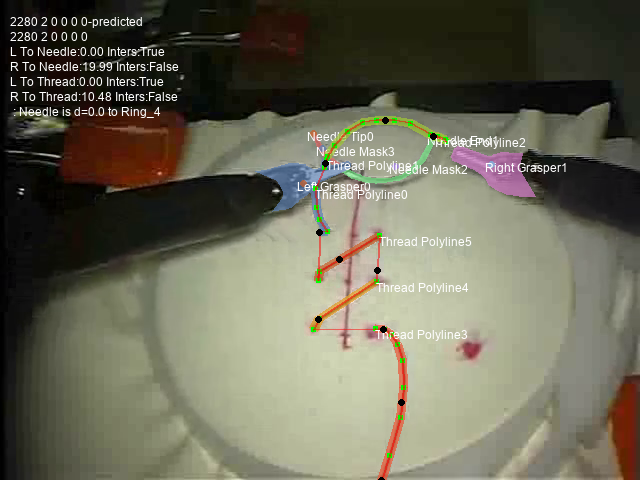 2280 2 0 0 0 0-predicted
2280 2 0 0 0 0
L To Needle:0.00 Inters:True
R To Needle:19.99 Inters:False
L To Thread:0.00 Inters:True
R To Thread:10.48 Inters:False
: Needle is d=0.0 to Ring_4
Needle Tip0
Needle End1
Thread Polyline2
Needle Mask3
Thread Polyline1
Needle Mask2
Right Grasper1
Left Grasper0
Thread Polyline0
Thread Polyline5
Thread Polyline4
Thread Polyline3